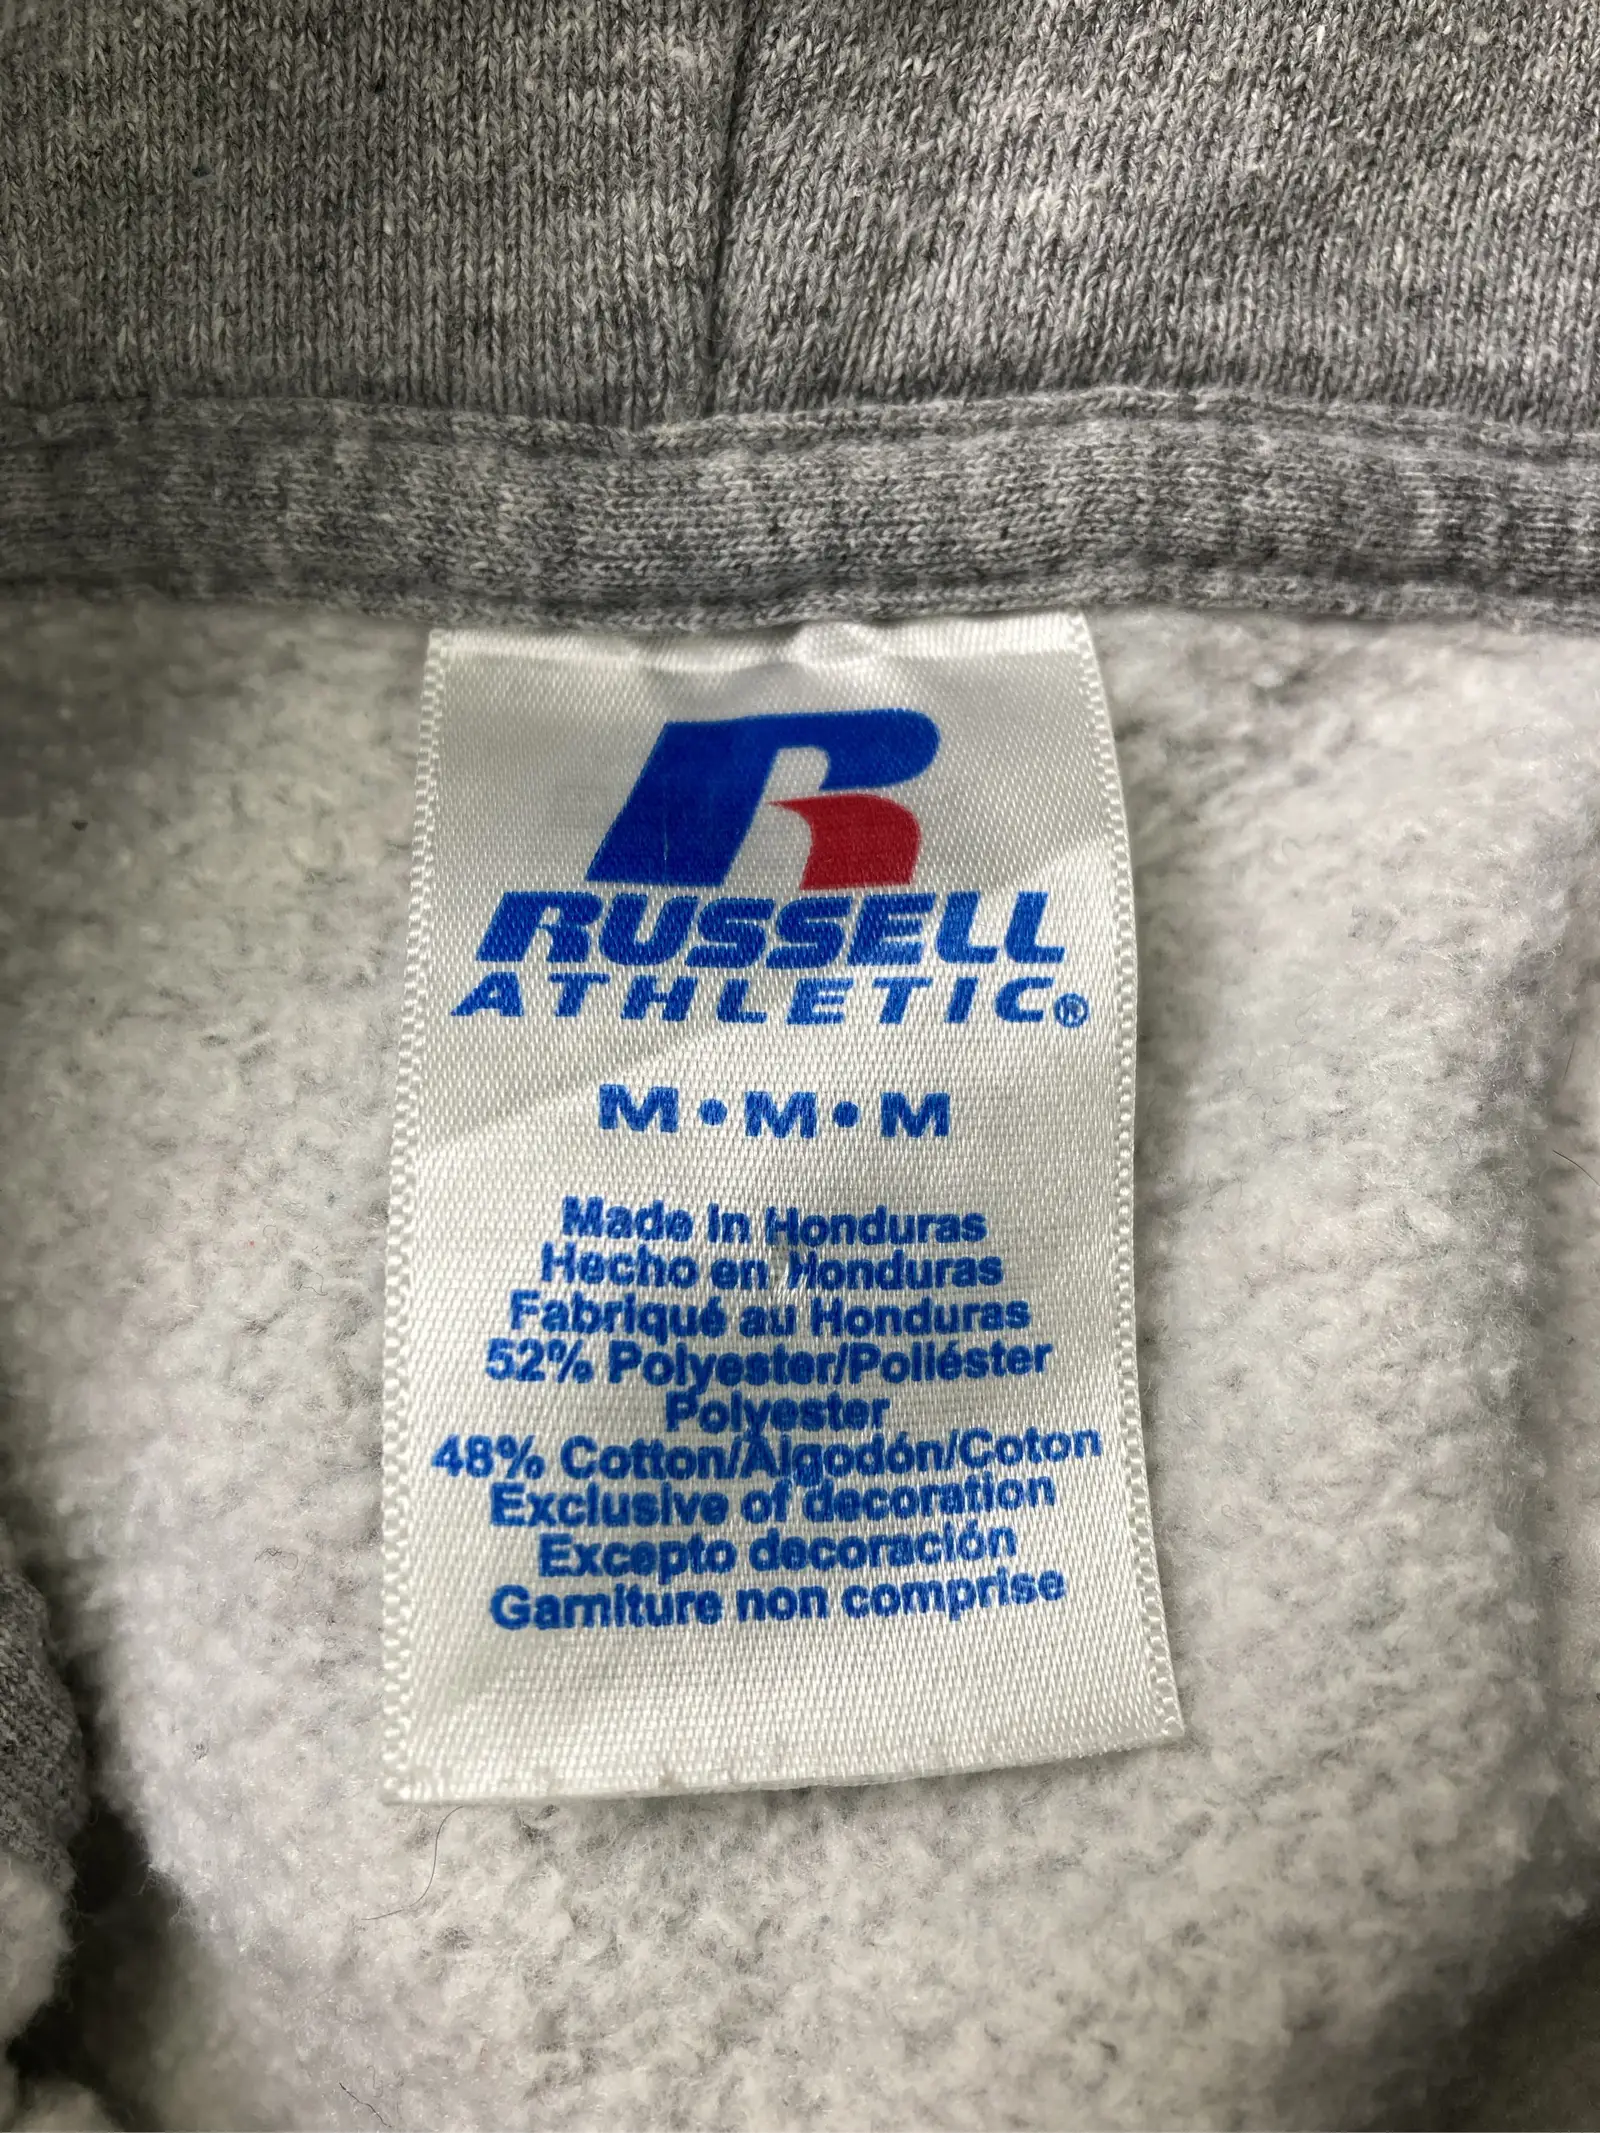 R
RUSSELL
ATHLETIC®
M•M•M
Made in Honduras
Hecho en Honduras
Fabriqué au Honduras
52% Polyester/Poliéster
Polyester
48% Cotton/Algodón/Coton
Exclusive of decoration
Excepto decoración
Garniture non comprise